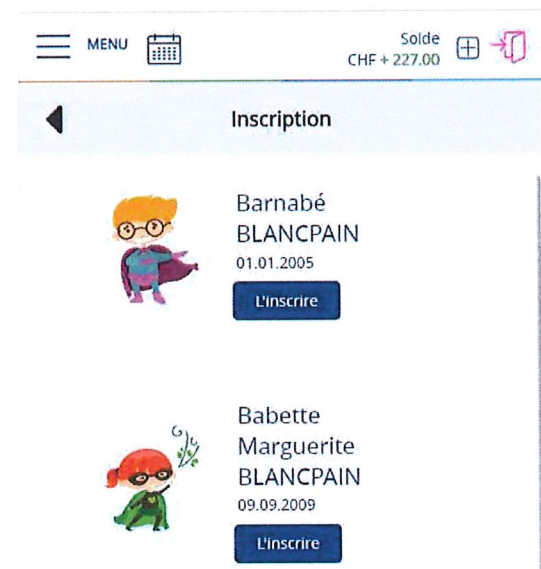 MENU
Solde
CHF + 227.00
Inscription
Barnabé
BLANCPAIN
01.01.2005
L'inscrire
Babette
Marguerite
BLANCPAIN
09.09.2009
L'inscrire